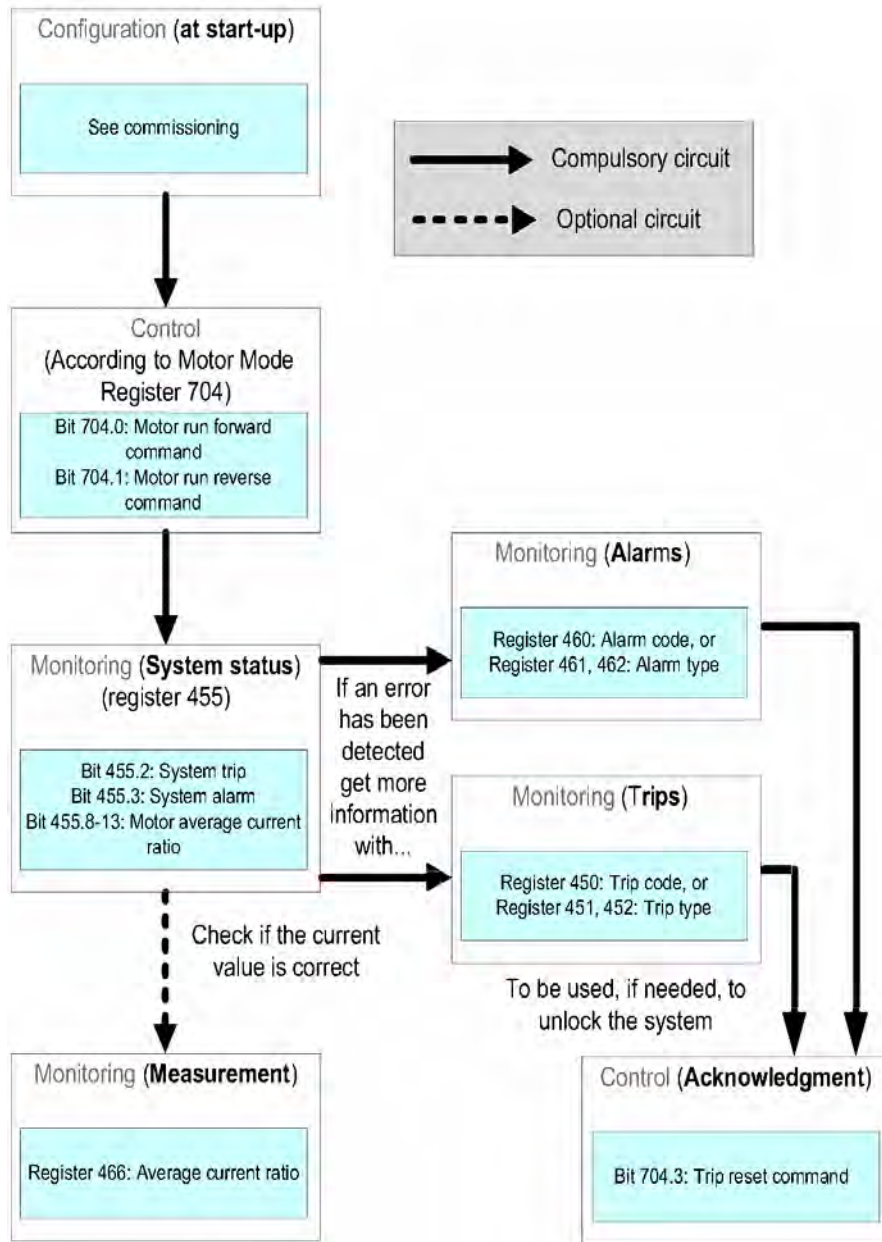 Configuration (at start-up)
See commissioning
Compulsory circuit
Optional circuit
Control
(According to Motor Mode
Register 704)
Bit 704.0: Motor run forward
command
Bit 704.1: Motor run reverse
command
Monitoring (System status)
(register 455)
Bit 455.2: System trip
Bit 455.3: System alarm
Bit 455.8-13: Motor average current
ratio
If an error
has been
detected
get more
information
with...
Monitoring (Alarms)
Register 460: Alarm code, or
Register 461, 462: Alarm type
Monitoring (Trips)
Register 450: Trip code, or
Register 451, 452: Trip type
Check if the current
value is correct
To be used, if needed, to
unlock the system
Monitoring (Measurement)
Register 466: Average current ratio
Control (Acknowledgment)
Bit 704.3: Trip reset command